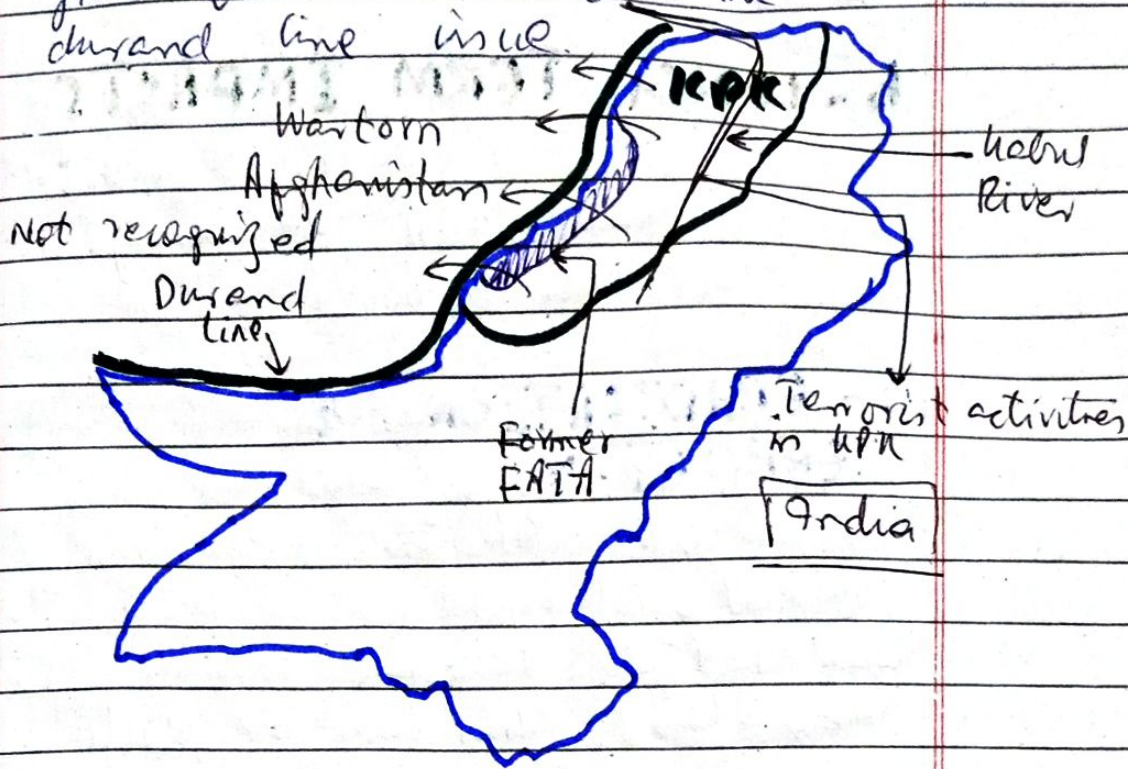 durand line issue.
KPK
Wartorn
Afghanistan
Kabul
River
Not recognized
Durand
line
Former
FATA
Terrorist activities
in KPK
India